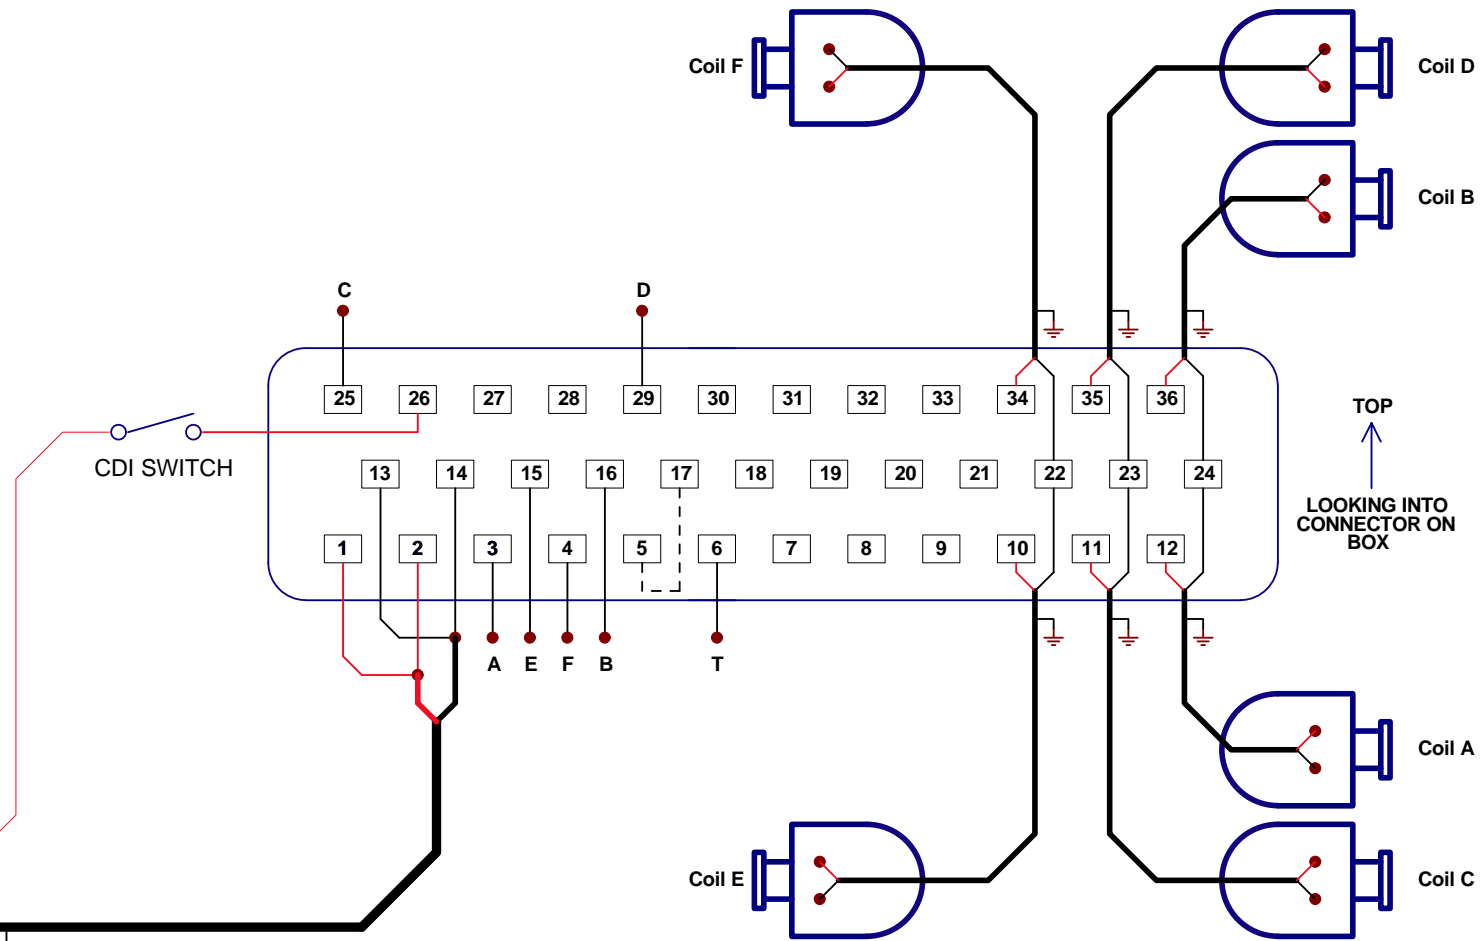 Coil F
Coil D
Coil B
C
D
25 26 27 28 29 30 31 32 33 34 35 36
TOP
CDI SWITCH
13 14 15 16 17 18 19 20 21 22 23 24
LOOKING INTO
CONNECTOR ON
BOX
1 2 3 4 5 6 7 8 9 10 11 12
A E F B T
Coil A
Coil E
Coil C